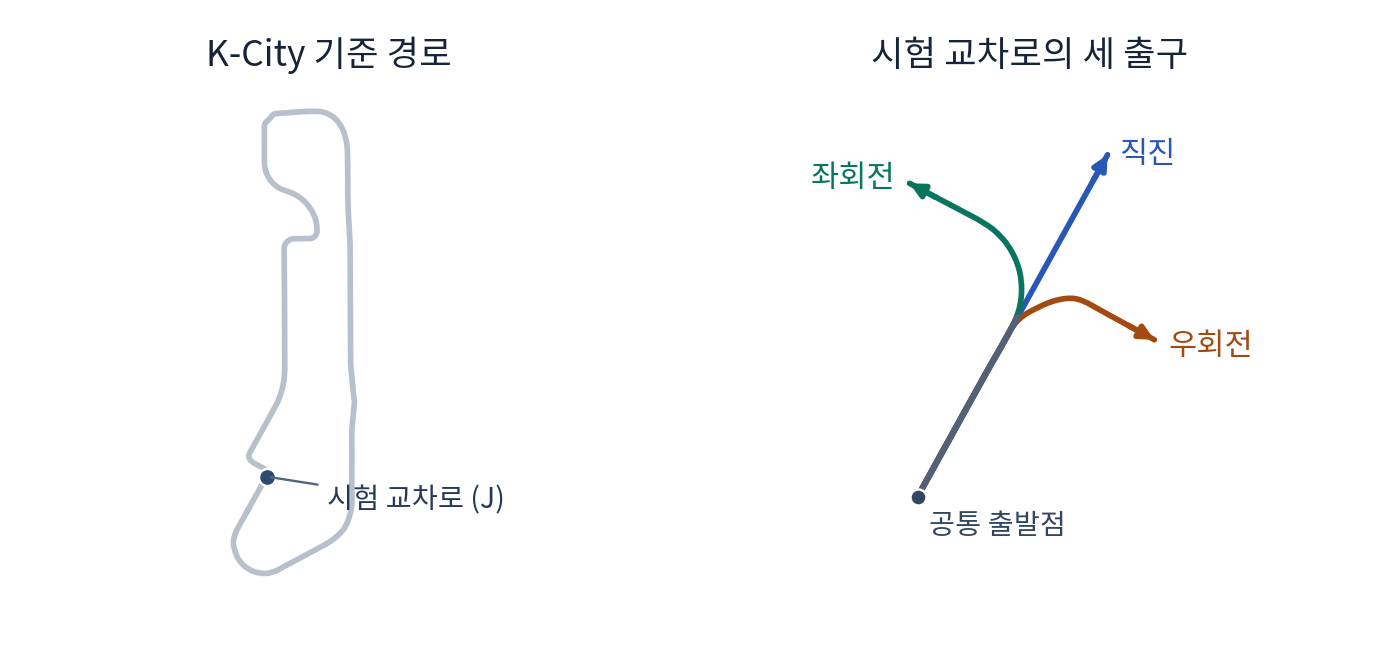 K-City 기준 경로
시험 교차로 (J)
시험 교차로의 세 출구
직진
좌회전
우회전
공통 출발점